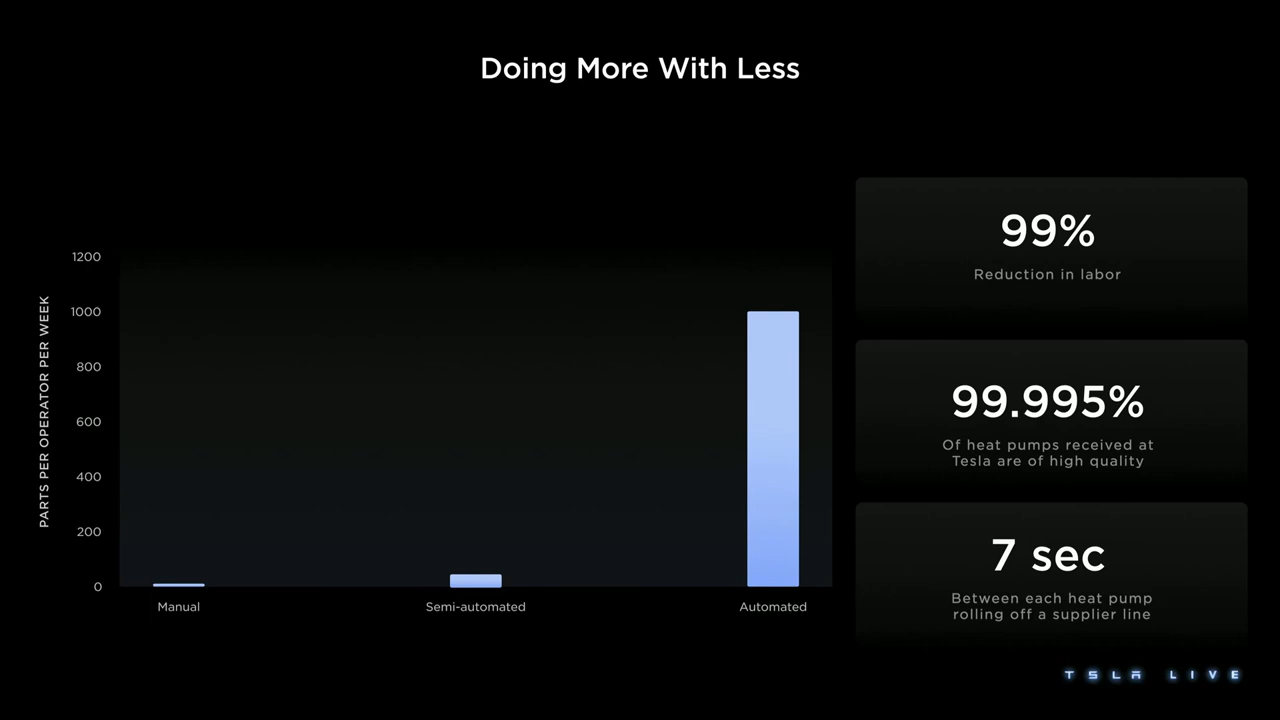 Doing More With Less
PARTS PER OPERATOR PER WEEK
1200
1000
800
600
400
200
0
Manual
Semi-automated
Automated
99%
Reduction in labor
99.995%
Of heat pumps received at
Tesla are of high quality
7 sec
Between each heat pump
rolling off a supplier line
TSLA LIVE